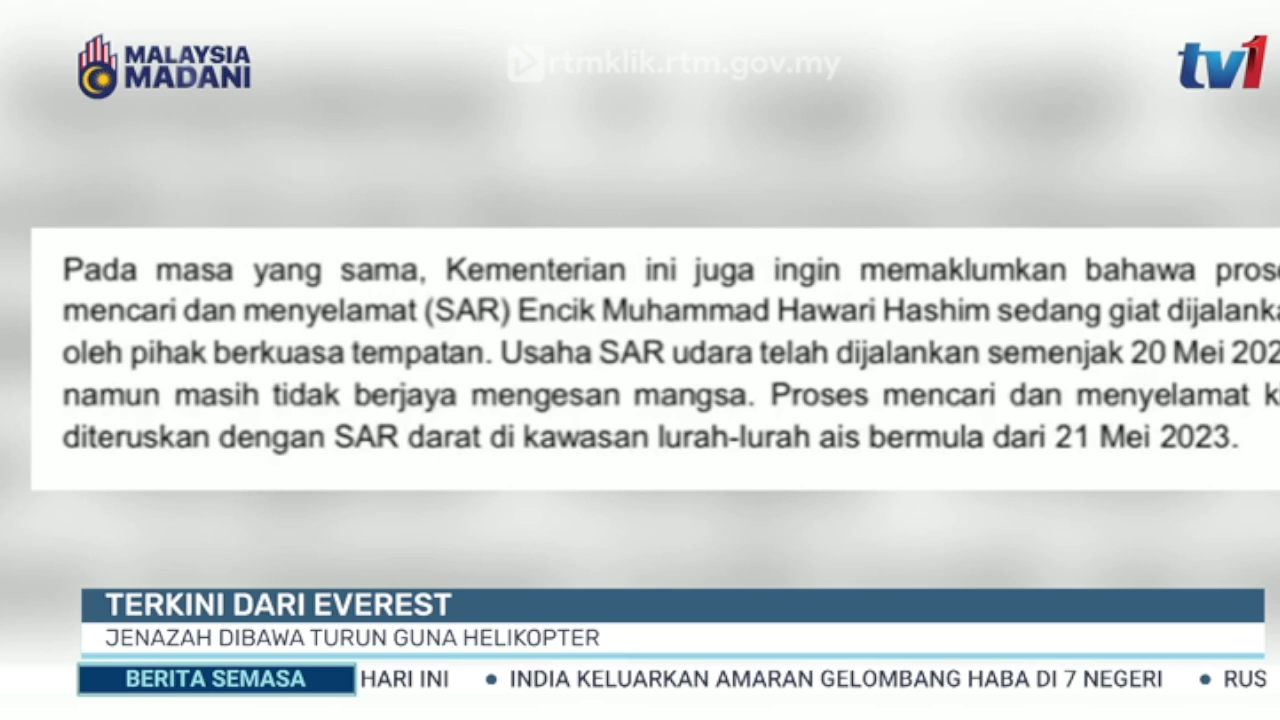 MALAYSIA
MADANI
rtmklik.rtm.gov.my
tv1
Pada masa yang sama, Kementerian ini juga ingin memaklumkan bahawa
mencari dan menyelamat (SAR) Encik Muhammad Hawari Hashim sedang giat
oleh pihak berkuasa tempatan. Usaha SAR udara telah dijalankan semenjak 20 Mei
namun masih tidak berjaya mengesan mangsa. Proses mencari dan menyelamat
diteruskan dengan SAR darat di kawasan lurah-lurah ais bermula dari 21 Mei 2023.
TERKINI DARI EVEREST
JENAZAH DIBAWA TURUN GUNA HELIKOPTER
BERITA SEMASA HARI INI • INDIA KELUARKAN AMARAN GELOMBANG HABA DI 7 NEGERI • RUS